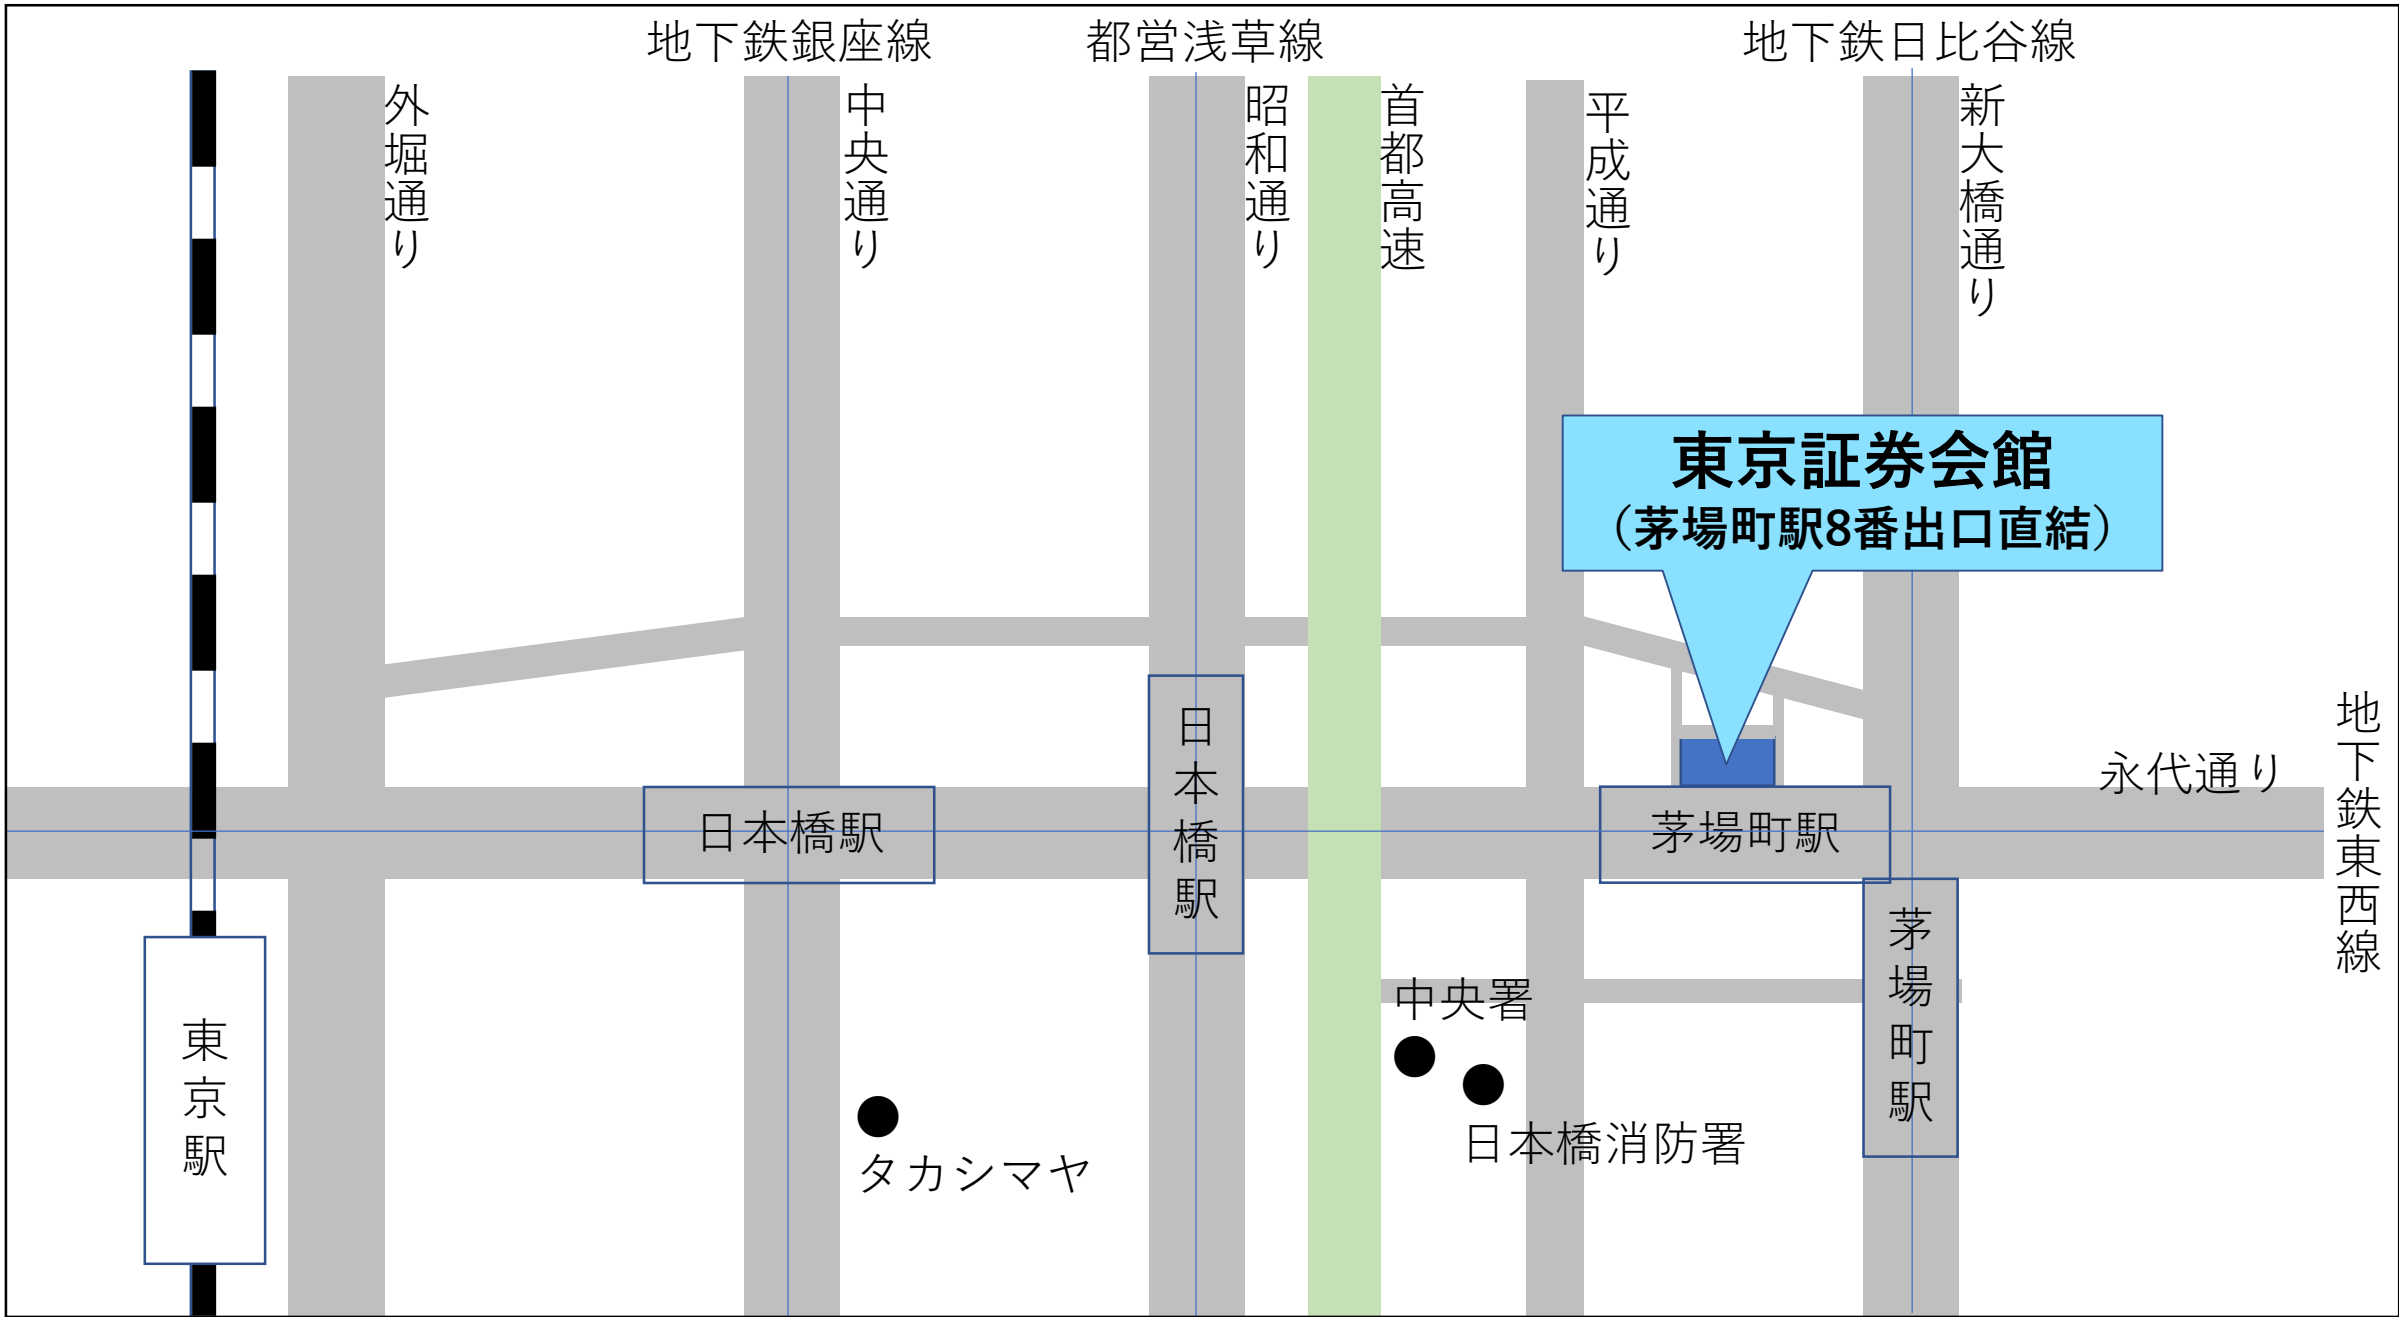 地下鉄銀座線
都営浅草線
地下鉄日比谷線
外堀通り
中央通り
昭和通り
首都高速
平成通り
新大橋通り
東京証券会館
（茅場町駅8番出口直結）
日本橋駅
日本橋駅
茅場町駅
永代通り
地下鉄東西線
茅場町駅
東京駅
中央署
日本橋消防署
タカシマヤ